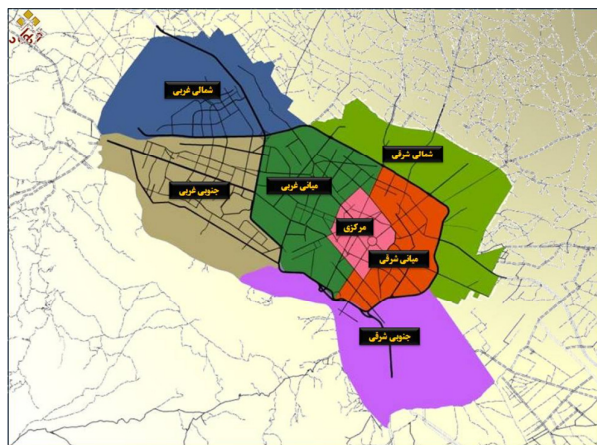 شمالی غربی
شمالی شرقی
جنوبی غربی
میانی غربی
مرکزی
میانی شرقی
جنوبی شرقی